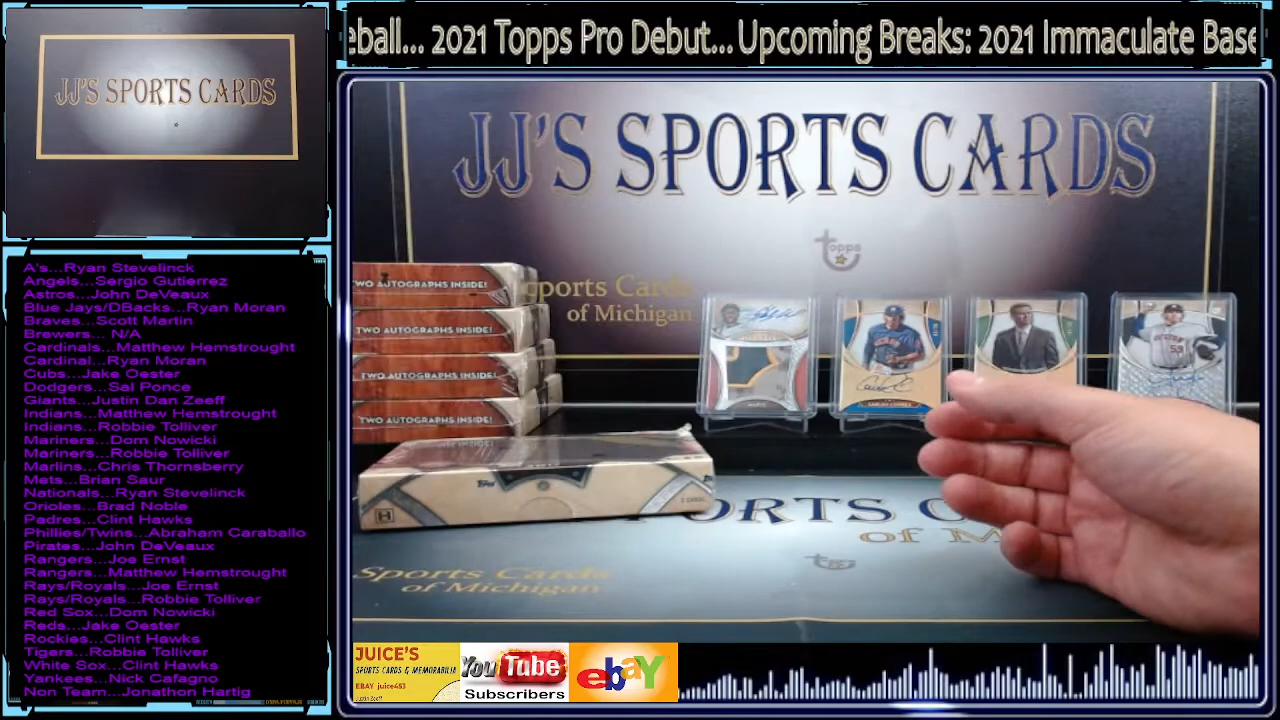 JJ'S SPORTS CARDS
eball... 2021 Topps Pro Debut...Upcoming Breaks: 2021 Immaculate Base
JJ'S SPORTS CARDS
topps
Sports Cards
of Michigan
TWO AUTOGRAPHS INSIDE!
TWO AUTOGRAPHS INSIDE!
TWO AUTOGRAPHS INSIDE!
TWO AUTOGRAPHS INSIDE!
Sports Cards
of Michigan
A's...Ryan Stevelinck
Angels...Sergio Gutierrez
Astros...John DeVeaux
Blue Jays/DBacks...Ryan Moran
Braves...Scott Martin
Brewers... N/A
Cardinals...Matthew Hemstrought
Cardinal...Ryan Moran
Cubs...Jake Oester
Dodgers...Sal Ponce
Giants...Justin Dan Zeeff
Indians...Matthew Hemstrought
Indians...Robbie Tolliver
Mariners...Dom Nowicki
Mariners...Robbie Tolliver
Marlins...Chris Thornsberry
Mets...Brian Saur
Nationals...Ryan Stevelinck
Orioles...Brad Noble
Padres...Clint Hawks
Phillies/Twins...Abraham Caraballo
Pirates...John DeVeaux
Rangers...Joe Ernst
Rangers...Matthew Hemstrought
Rays/Royals...Joe Ernst
Rays/Royals...Robbie Tolliver
Red Sox...Dom Nowicki
Reds...Jake Oester
Rockies...Clint Hawks
Tigers...Robbie Tolliver
White Sox...Clint Hawks
Yankees...Nick Cafagno
Non Team...Jonathon Hartig
JUICE'S
SPORTS CARDS & MEMORABILIA
EBAY juice453
YouTube
Subscribers
ebaY